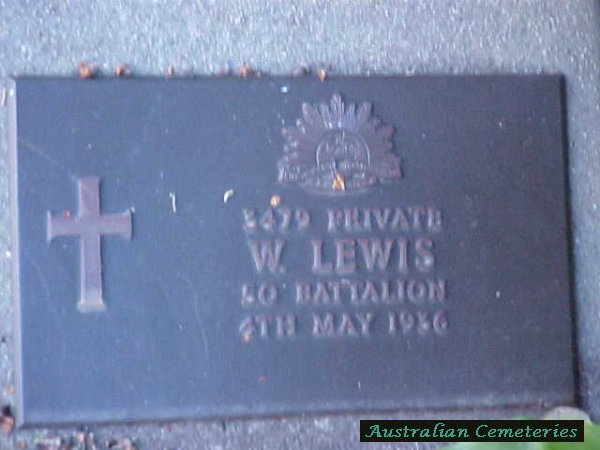 3479 PRIVATE
W. LEWIS
50 BATTALION
4TH MAY 1936
Australian Cemeteries